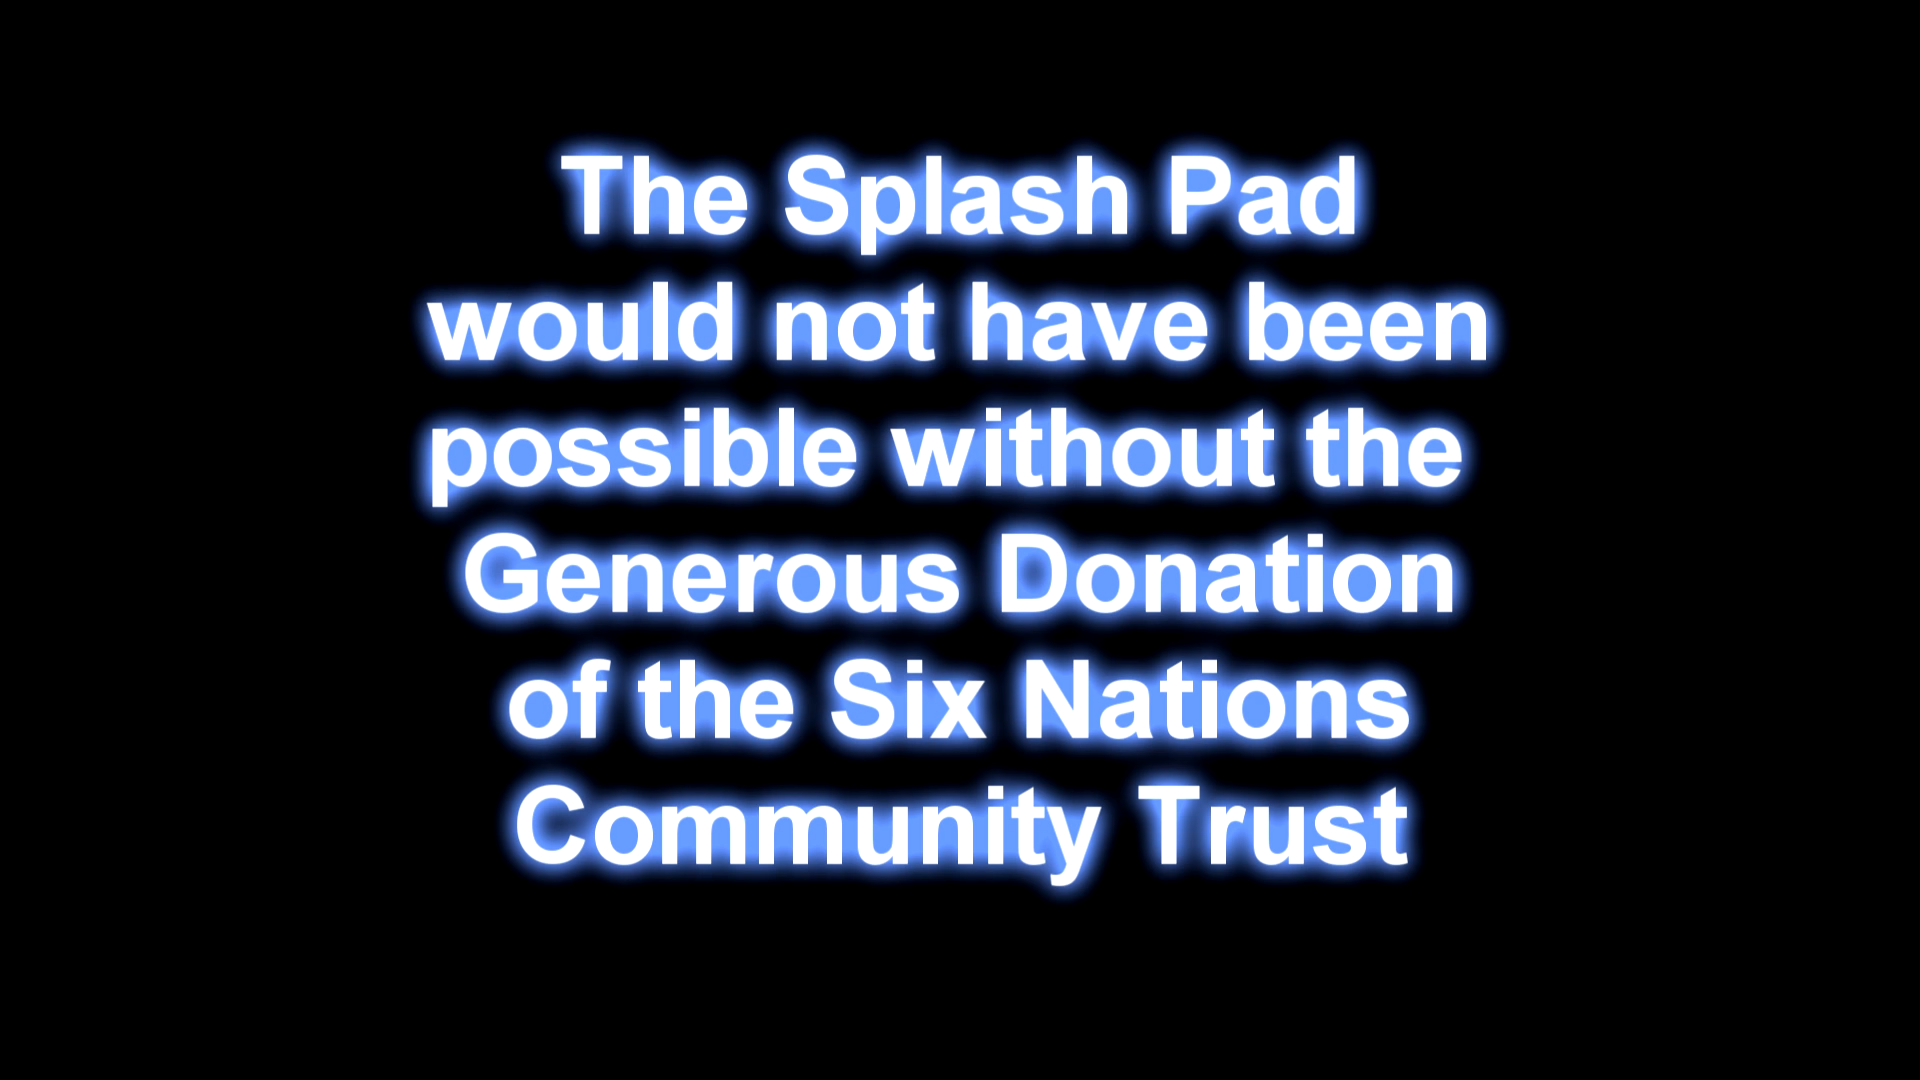 The Splash Pad
would not have been
possible without the
Generous Donation
of the Six Nations
Community Trust